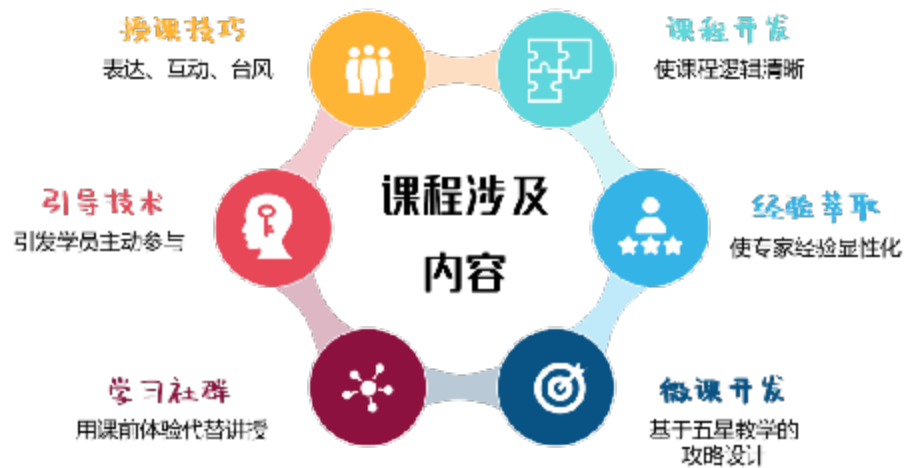 授课技巧
表达、互动、台风
课程开发
使课程逻辑清晰
引导技术
引发学员主动参与
课程涉及
内容
经验萃取
使专家经验显性化
学习社群
用课前体验代替讲授
微课开发
基于五星教学的
攻略设计